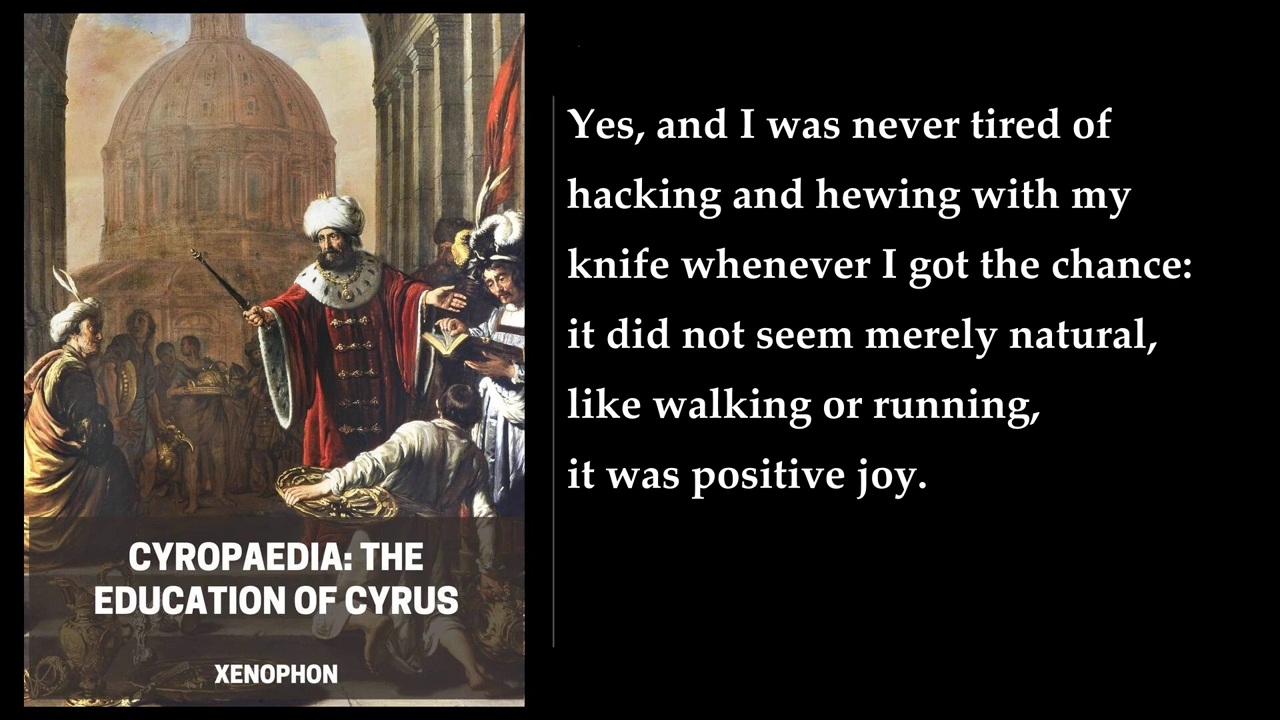 CYROPAEDIA: THE
EDUCATION OF CYRUS
XENOPHON
Yes, and I was never tired of
hacking and hewing with my
knife whenever I got the chance:
it did not seem merely natural,
like walking or running,
it was positive joy.